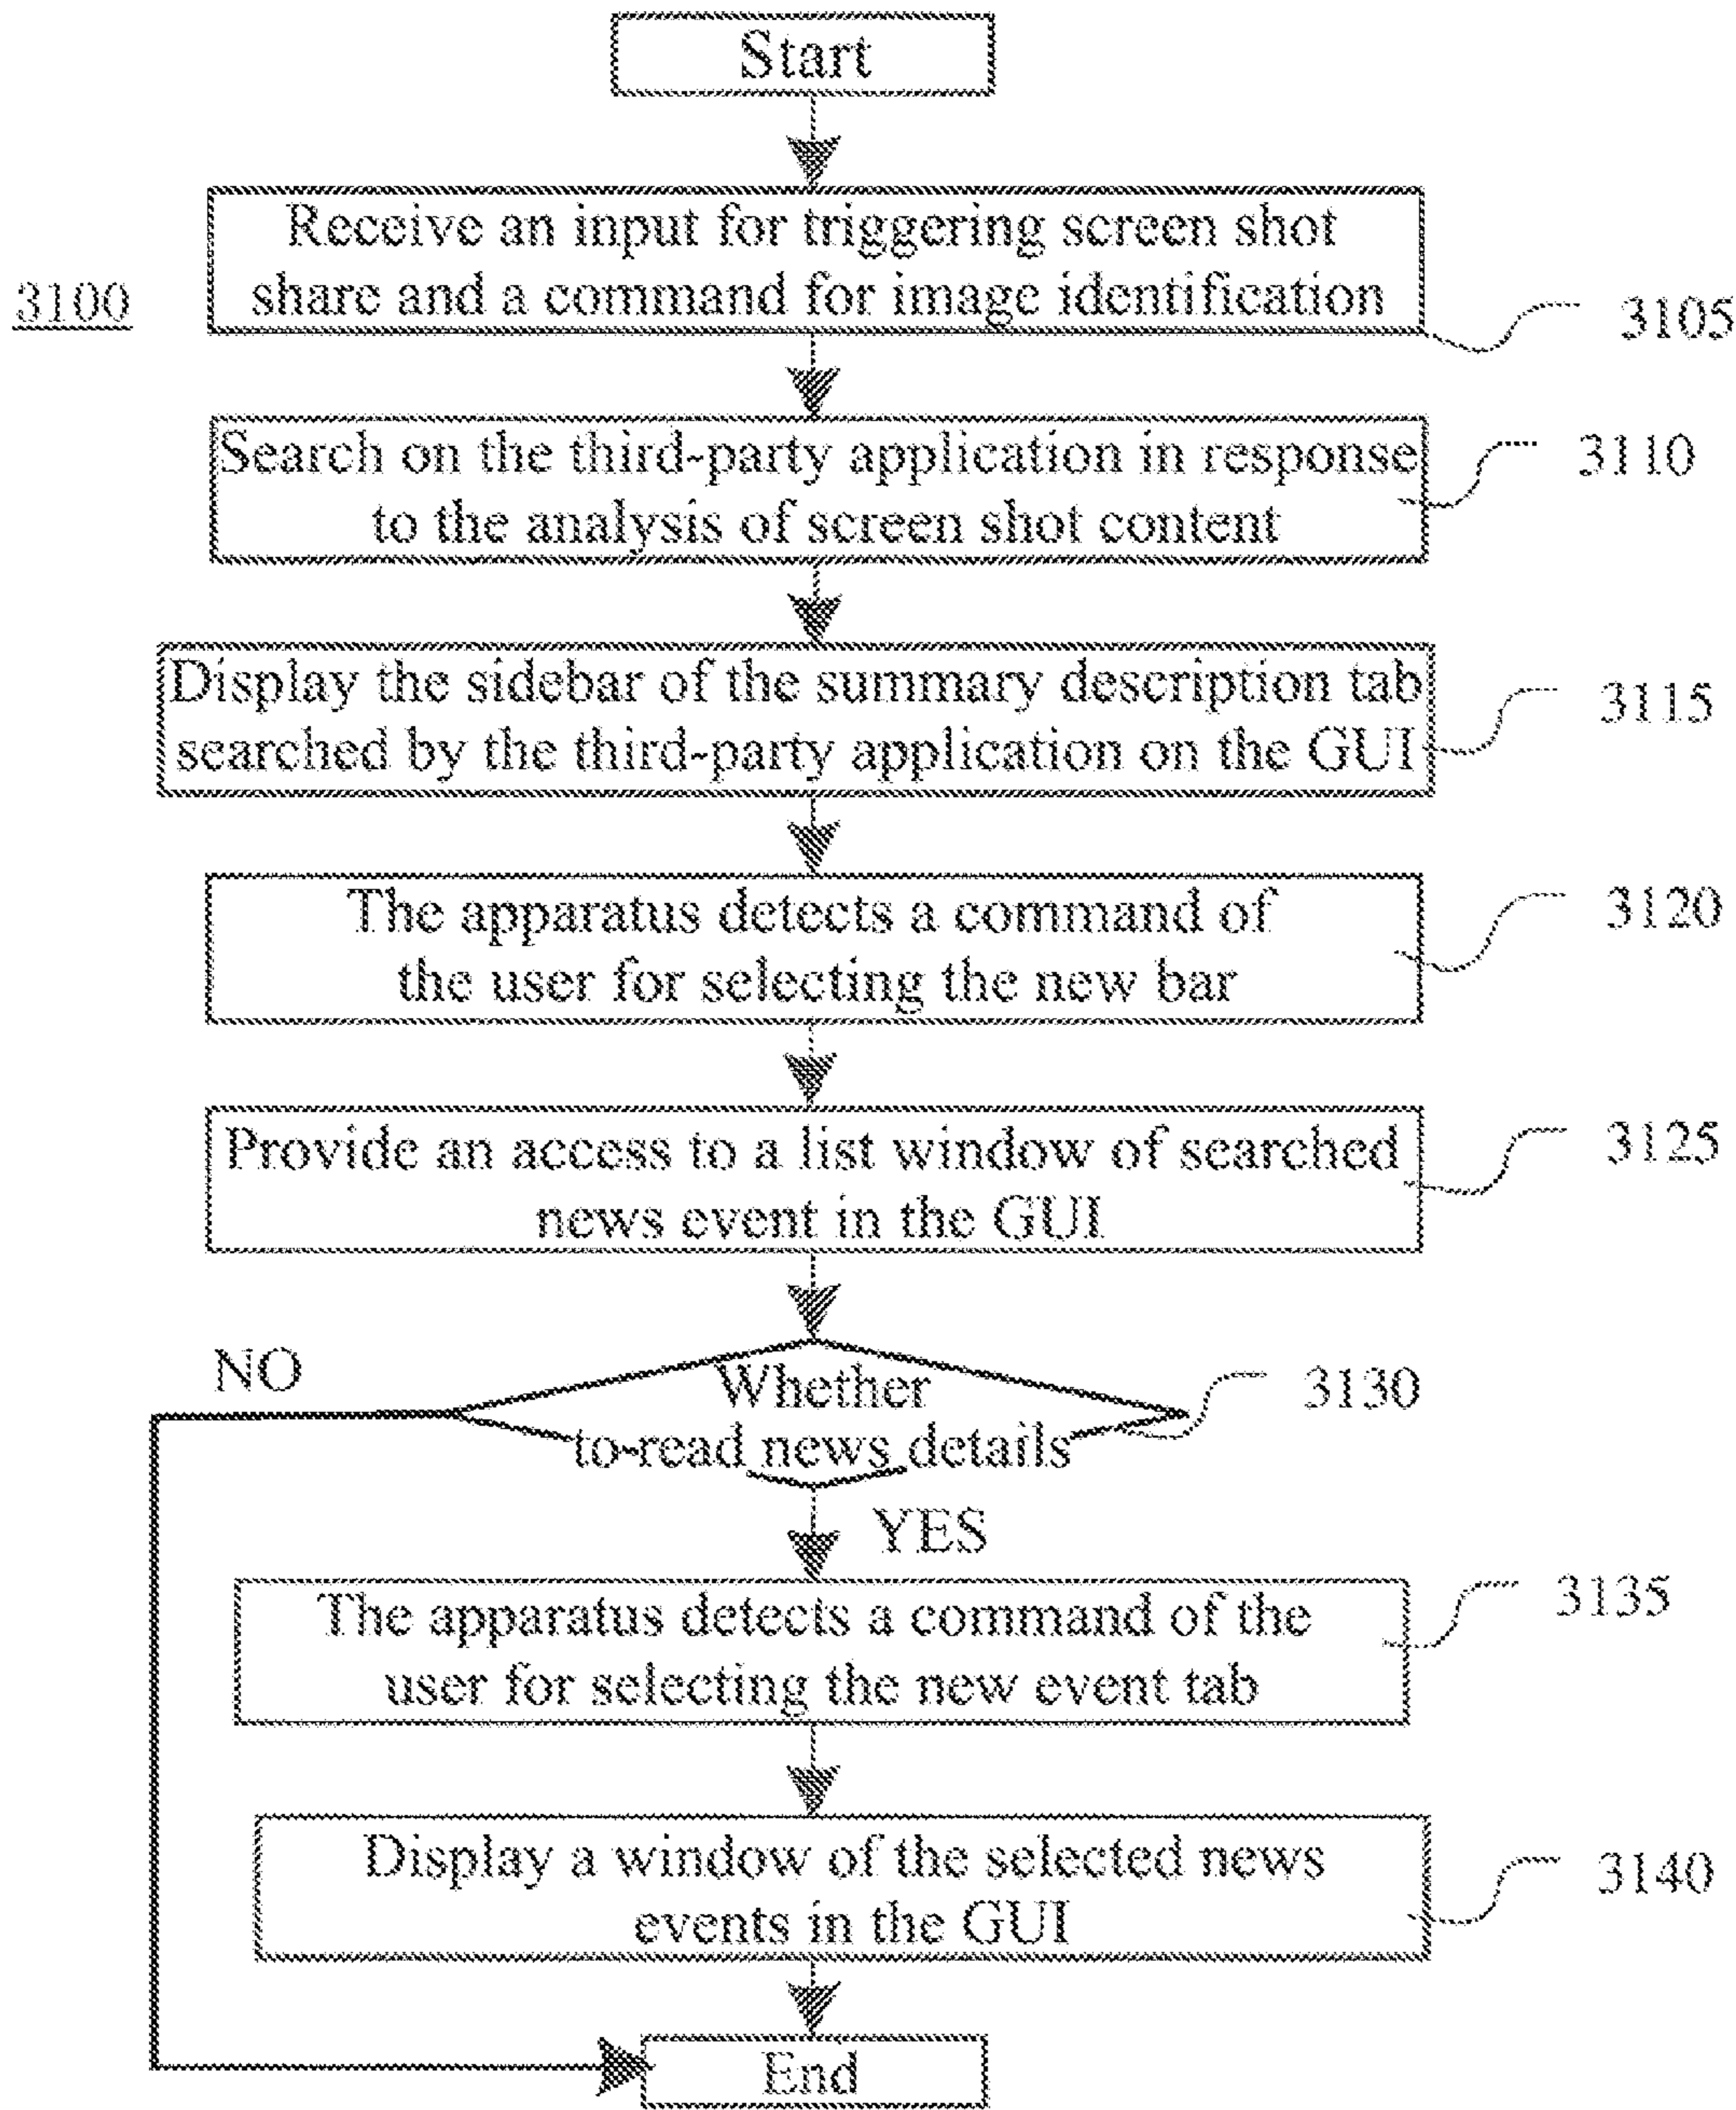 Start
Receive an input for triggering screen shot
share and a command for image identification
3100
3105
Search on the third-party application in response
to the analysis of screen shot content
3110
Display the sidebar of the summary description tab
searched by the third-party application on the GUI
3115
The apparatus detects a command of
the user for selecting the new bar
3120
Provide an access to a list window of searched
news event in the GUI
3125
NO
Whether
to-read news details
3130
YES
The apparatus detects a command of the
user for selecting the new event tab
3135
Display a window of the selected news
events in the GUI
3140
End